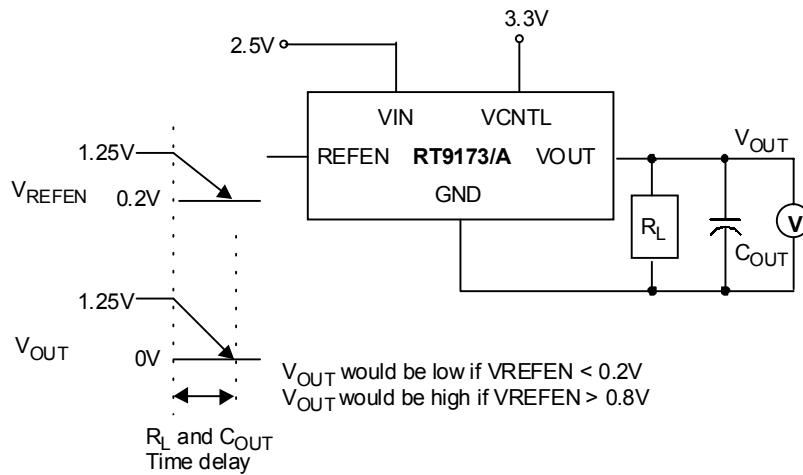 3.3V
2.5V
VIN VCNTL
REFEN RT9173/A VOUT
GND
VOUT
RL
COUT
V
1.25V
VREFEN 0.2V
1.25V
VOUT 0V
VOUT would be low if VREFEN < 0.2V
VOUT would be high if VREFEN > 0.8V
RL and COUT
Time delay